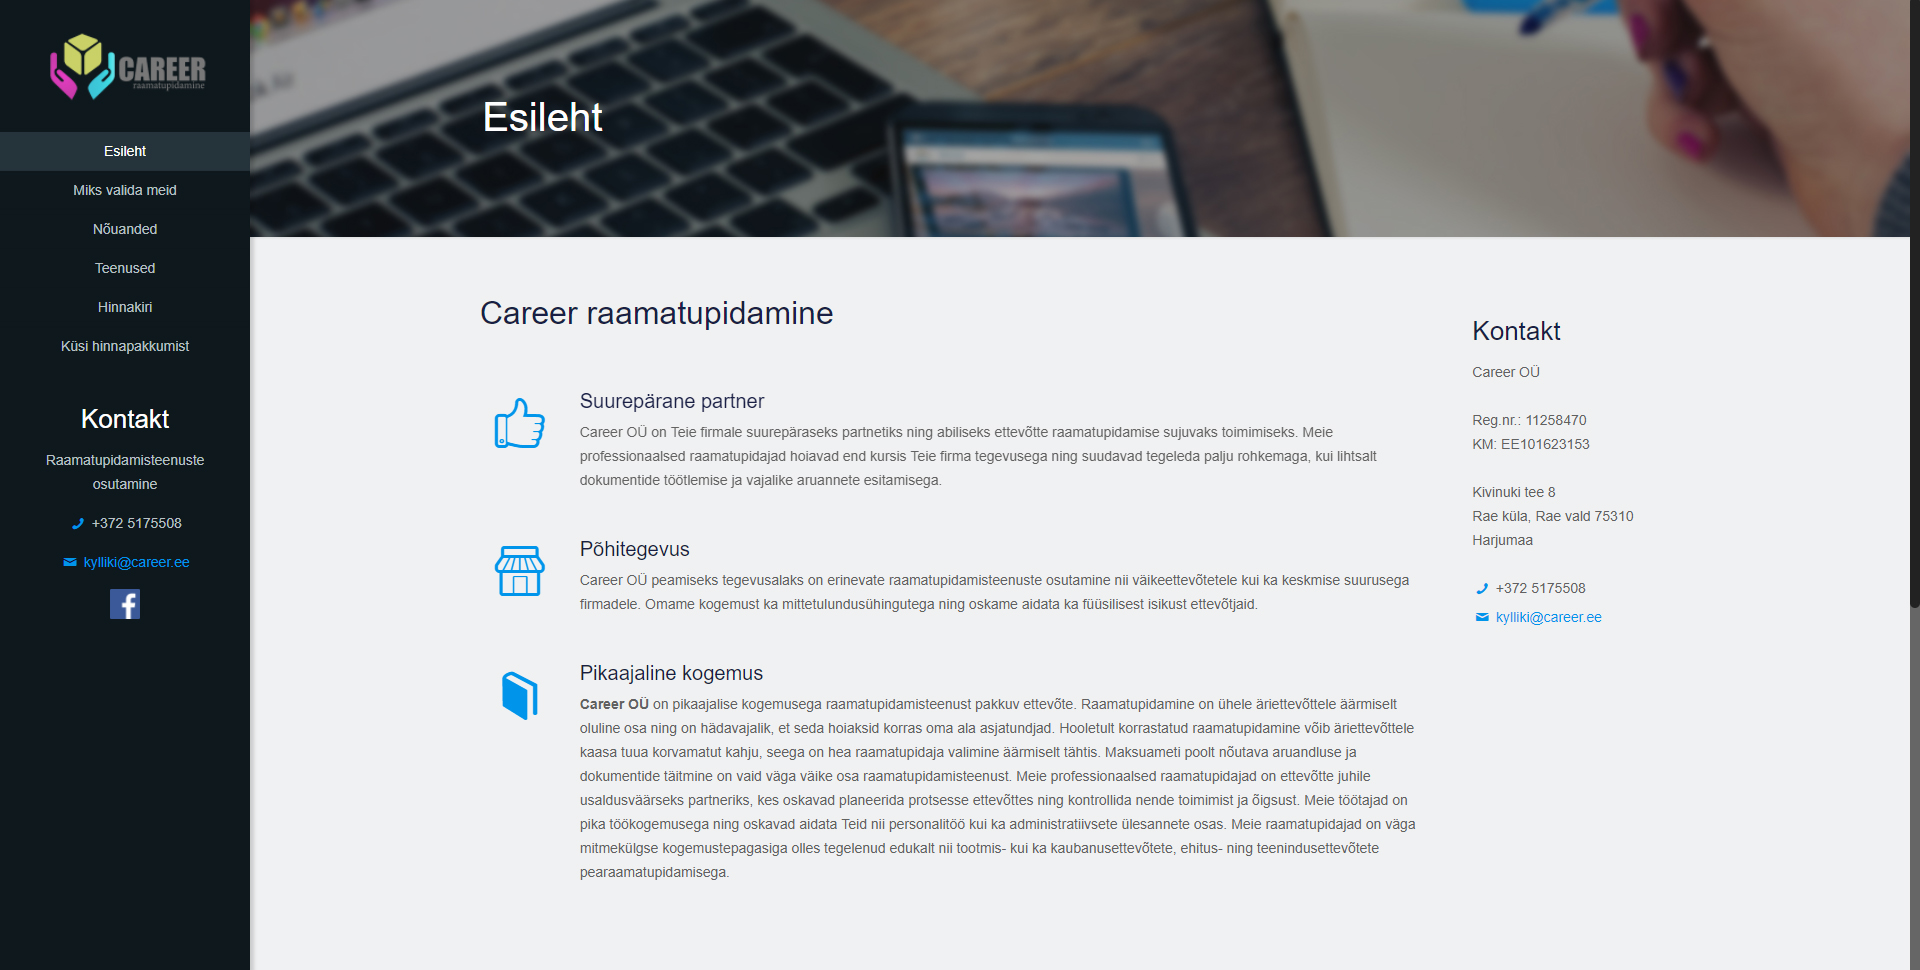 CAREER
raamatupidamine
Esileht
Miks valida meid
Nõuanded
Teenused
Hinnakiri
Küsi hinnapakkumist
Kontakt
Raamatupidamisteenuste
osutamine
+372 5175508
kylliki@career.ee
f
Esileht
Career raamatupidamine
Suurepärane partner
Career OÜ on Teie firmale suurepäraseks partnetiks ning abiliseks ettevõtte raamatupidamise sujuvaks toimimiseks. Meie
professionaalsed raamatupidajad hoiavad end kursis Teie firma tegevusega ning suudavad tegeleda palju rohkemaga, kui lihtsalt
dokumentide töötlemise ja vajalike aruannete esitamisega.
Põhitegevus
Career OÜ peamiseks tegevusalaks on erinevate raamatupidamisteenuste osutamine nii väikeettevõtetele kui ka keskmise suurusega
firmadele. Omame kogemust ka mittetulundusühingutega ning oskame aidata ka füüsilisest isikust ettevõtjaid.
Pikaajaline kogemus
Career OÜ on pikaajalise kogemusega raamatupidamisteenust pakkuv ettevõte. Raamatupidamine on ühele äriettevõttele äärmiselt
oluline osa ning on hädavajalik, et seda hoiaksid korras oma ala asjatundjad. Hooletult korrastatud raamatupidamine võib äriettevõttele
kaasa tuua korvamatut kahju, seega on hea raamatupidaja valimine äärmiselt tähtis. Maksuameti poolt nõutava aruandluse ja
dokumentide täitmine on vaid väga väike osa raamatupidamisteenust. Meie professionaalsed raamatupidajad on ettevõtte juhile
usaldusväärseks partneriks, kes oskavad planeerida protsesse ettevõttes ning kontrollida nende toimimist ja õigsust. Meie töötajad on
pika töökogemusega ning oskavad aidata Teid nii personalitöö kui ka administratiivsete ülesannete osas. Meie raamatupidajad on väga
mitmekülgse kogemustepagasiga olles tegelenud edukalt nii tootmis- kui ka kaubanusettevõtete, ehitus- ning teenindusettevõtete
pearaamatupidamisega.
Kontakt
Career OÜ
Reg.nr.: 11258470
KM: EE101623153
Kivinuki tee 8
Rae küla, Rae vald 75310
Harjumaa
+372 5175508
kylliki@career.ee